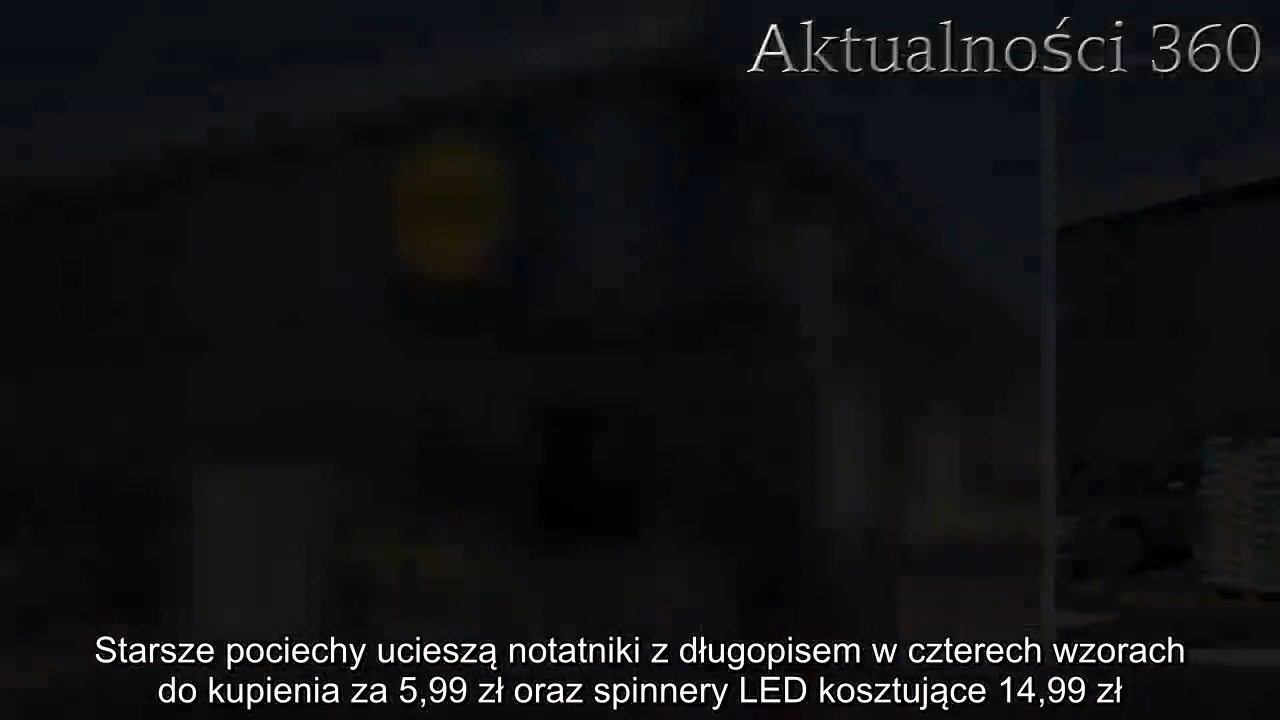 Aktualności 360
Starsze pociechy ucieszą notatniki z długopisem w czterech wzorach
do kupienia za 5,99 zł oraz spinnery LED kosztujące 14,99 zł